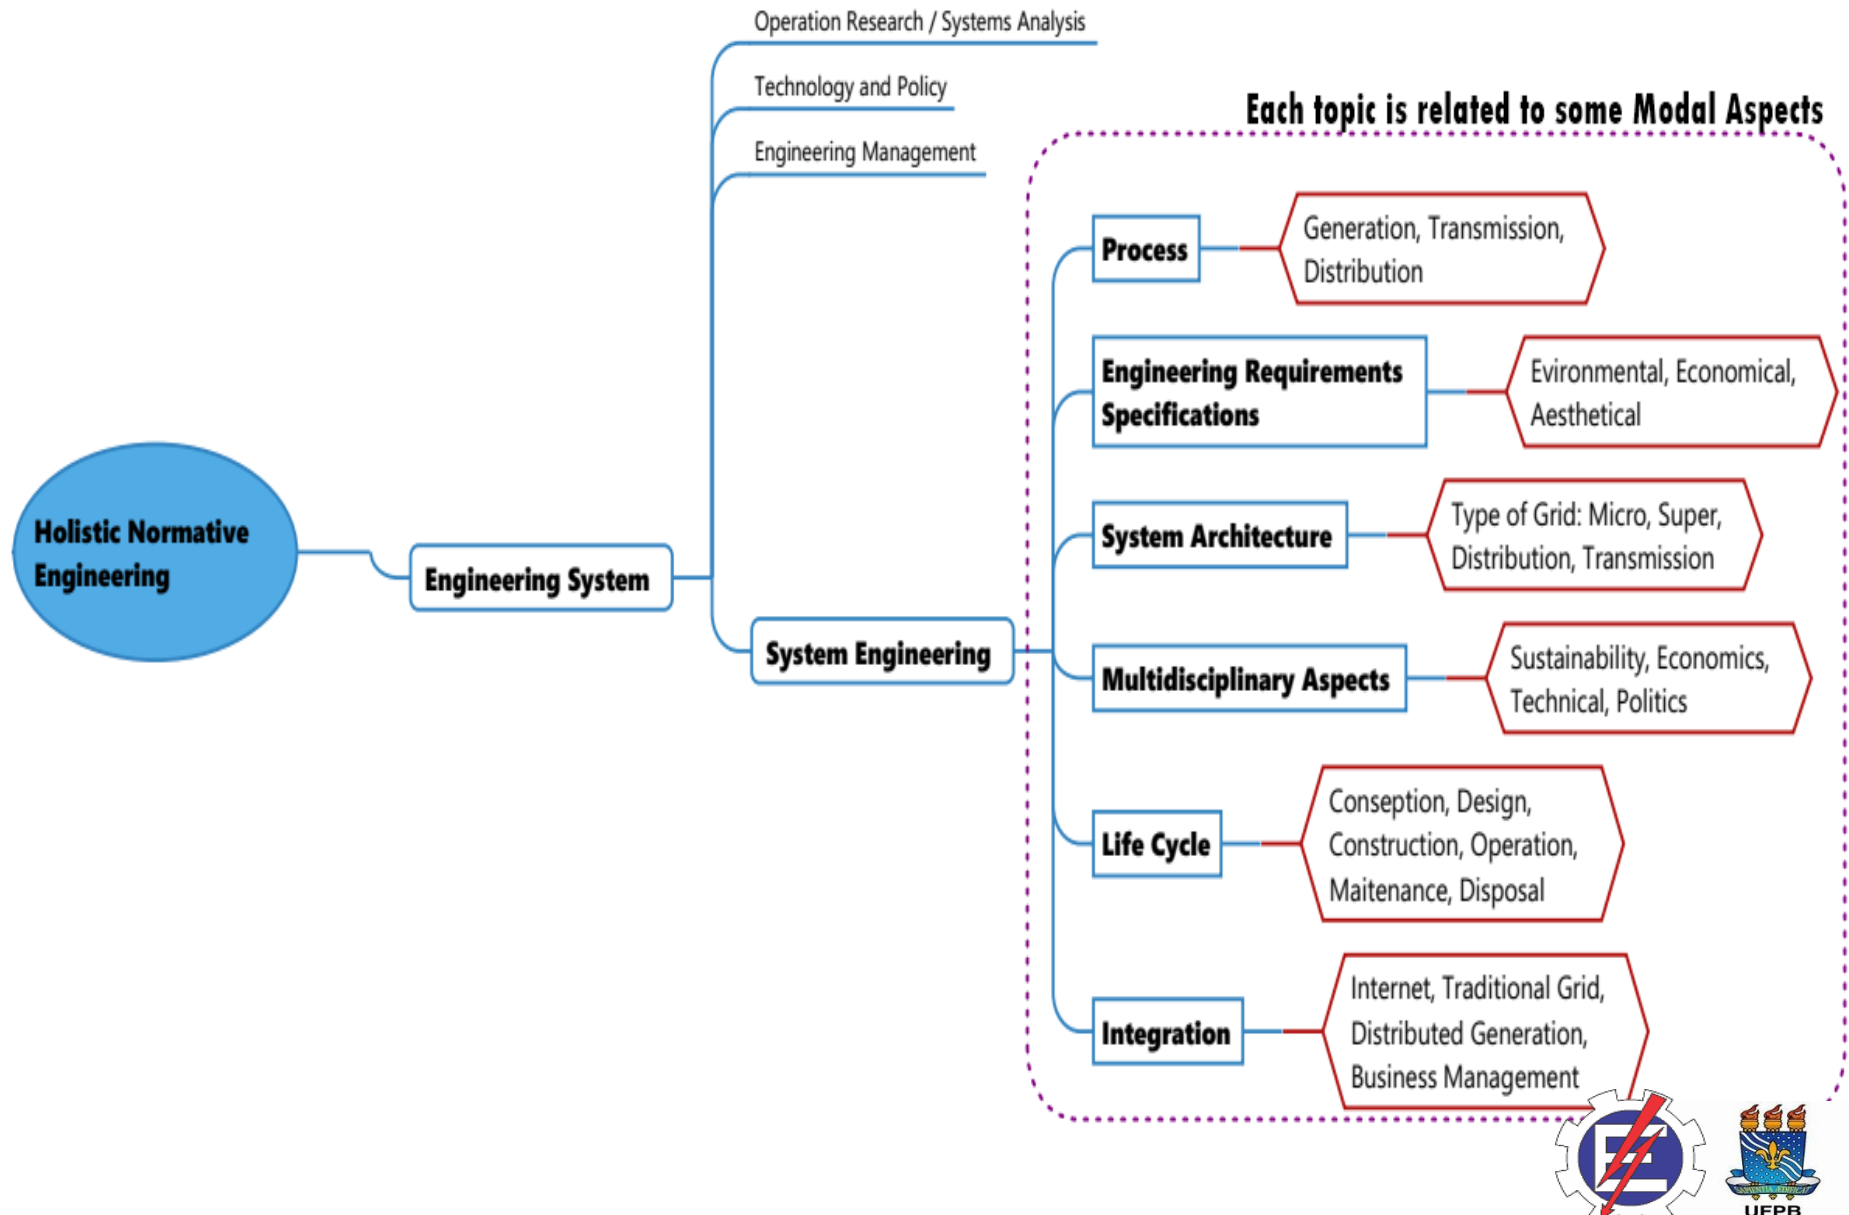 Operation Research / Systems Analysis
Technology and Policy
Engineering Management
Each topic is related to some Modal Aspects
Holistic Normative
Engineering
Engineering System
System Engineering
Process
Generation, Transmission,
Distribution
Engineering Requirements
Specifications
Evironmental, Economical,
Aesthetical
System Architecture
Type of Grid: Micro, Super,
Distribution, Transmission
Multidisciplinary Aspects
Sustainability, Economics,
Technical, Politics
Life Cycle
Conseption, Design,
Construction, Operation,
Maitenance, Disposal
Integration
Internet, Traditional Grid,
Distributed Generation,
Business Management
E
SAPIENTIA ÆDIFICAT
UFPB